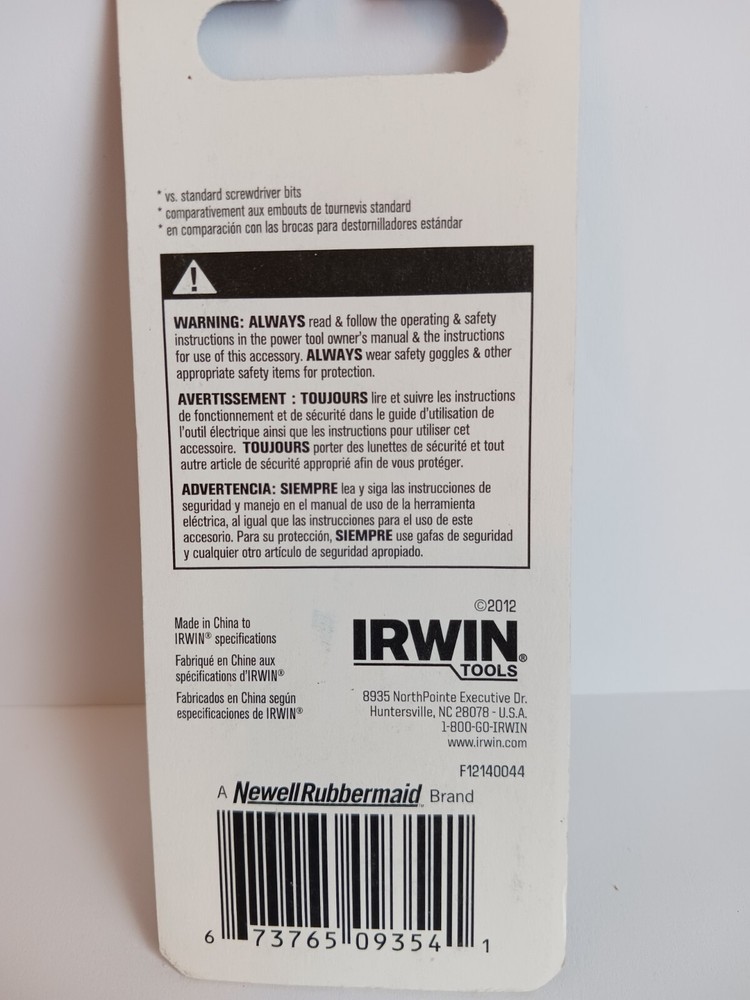 * vs. standard screwdriver bits
* comparativement aux embouts de tournevis standard
* en comparación con las brocas para destornilladores estándar
WARNING: ALWAYS read & follow the operating & safety
instructions in the power tool owner's manual & the instructions
for use of this accessory. ALWAYS wear safety goggles & other
appropriate safety items for protection.
AVERTISSEMENT : TOUJOURS lire et suivre les instructions
de fonctionnement et de sécurité dans le guide d'utilisation de
l'outil électrique ainsi que les instructions pour utiliser cet
accessoire. TOUJOURS porter des lunettes de sécurité et tout
autre article de sécurité approprié afin de vous protéger.
ADVERTENCIA: SIEMPRE lea y siga las instrucciones de
seguridad y manejo en el manual de uso de la herramienta
eléctrica, al igual que las instrucciones para el uso de este
accesorio. Para su protección, SIEMPRE use gafas de seguridad
y cualquier otro artículo de seguridad apropiado.
Made in China to
IRWIN® specifications
Fabriqué en Chine aux
spécifications d'IRWIN®
Fabricados en China según
especificaciones de IRWIN®
©2012
IRWIN®
TOOLS
8935 NorthPointe Executive Dr.
Huntersville, NC 28078 - U.S.A.
1-800-GO-IRWIN
www.irwin.com
F12140044
A Newell Rubbermaid™ Brand
6 73765 09354 1